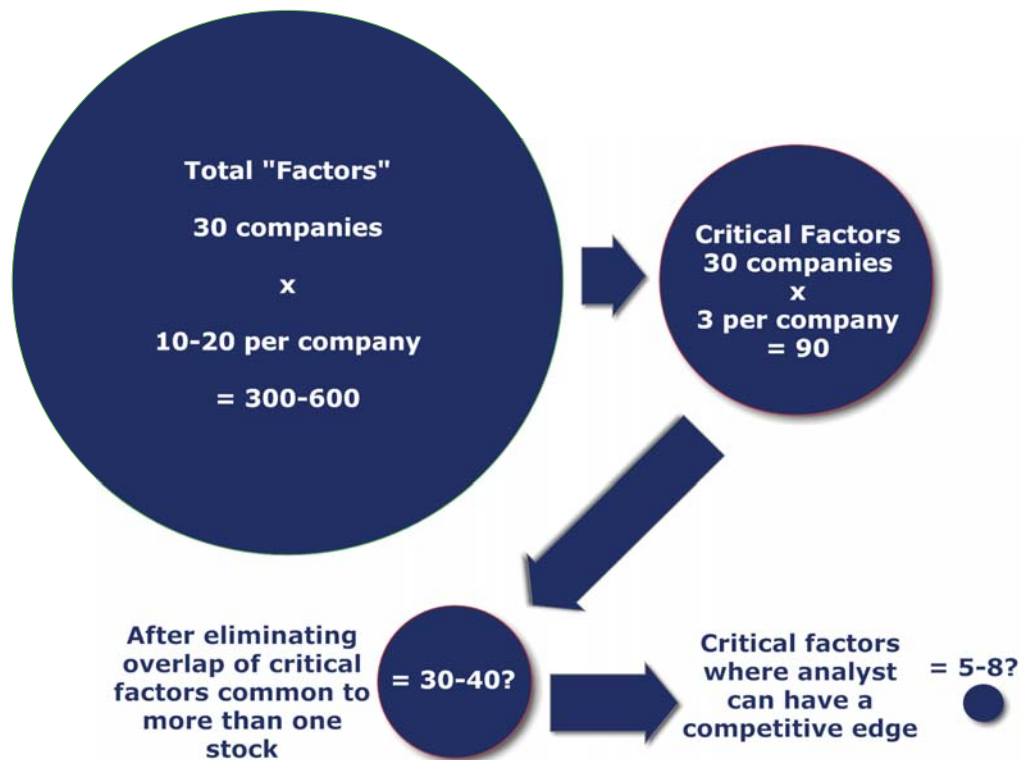 Total "Factors"
30 companies
x
10-20 per company
= 300-600
Critical Factors
30 companies
x
3 per company
= 90
After eliminating
overlap of critical
factors common to
more than one
stock
= 30-40?
Critical factors
where analyst
can have a
competitive edge
= 5-8?